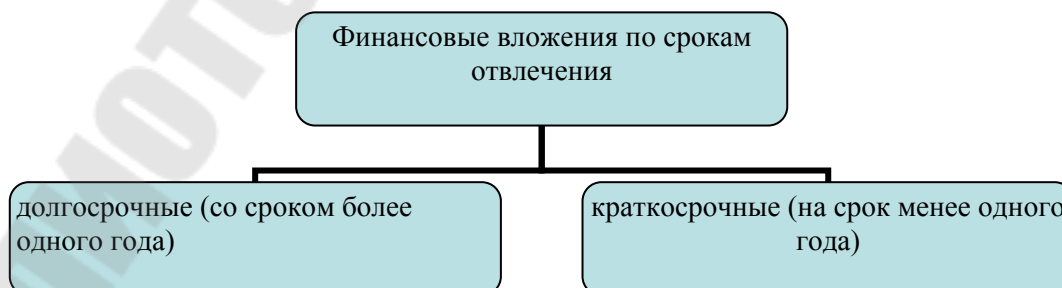 Финансовые вложения по срокам
отвлечения
долгосрочные (со сроком более
одного года)
краткосрочные (на срок менее одного
года)